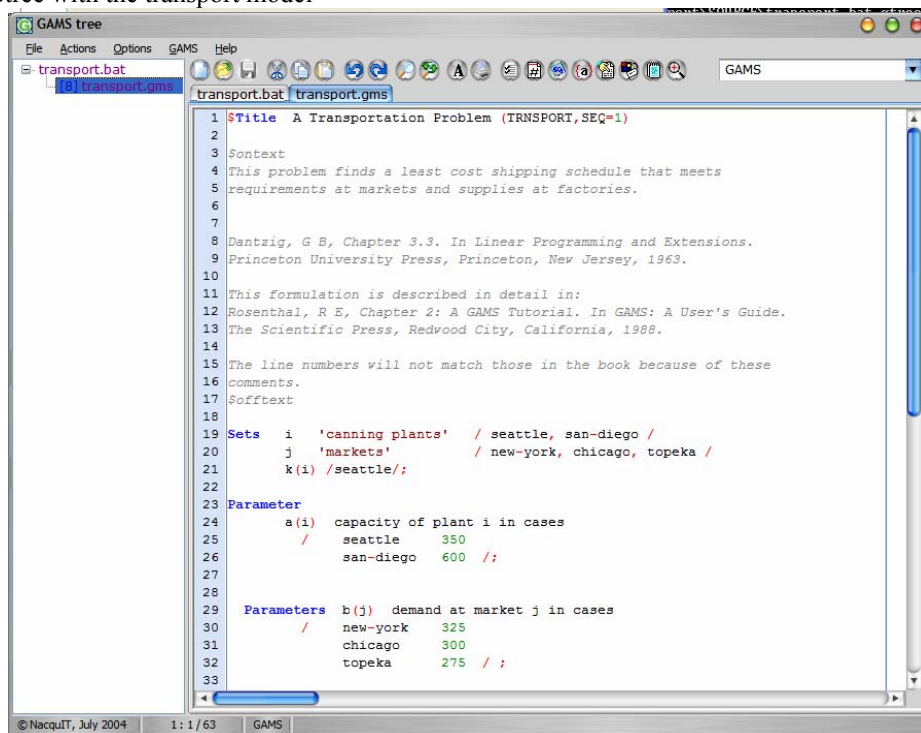 tree with the transport model
GAMS tree
File Actions Options GAMS Help
transport.bat
[8] transport.gms
GAMS
transport.bat transport.gms
1 $Title A Transportation Problem (TRNSPORT,SEQ=1)
2
3 $ontext
4 This problem finds a least cost shipping schedule that meets
5 requirements at markets and supplies at factories.
6
7
8 Dantzig, G B, Chapter 3.3. In Linear Programming and Extensions.
9 Princeton University Press, Princeton, New Jersey, 1963.
10
11 This formulation is described in detail in:
12 Rosenthal, R E, Chapter 2: A GAMS Tutorial. In GAMS: A User's Guide.
13 The Scientific Press, Redwood City, California, 1988.
14
15 The line numbers will not match those in the book because of these
16 comments.
17 $offtext
18
19 Sets i 'canning plants' / seattle, san-diego /
20 j 'markets' / new-york, chicago, topeka /
21 k(i) /seattle/;
22
23 Parameter
24 a(i) capacity of plant i in cases
25 / seattle 350
26 san-diego 600 /;
27
28
29 Parameters b(j) demand at market j in cases
30 / new-york 325
31 chicago 300
32 topeka 275 / ;
33
© NacquIT, July 2004 1: 1/63 GAMS